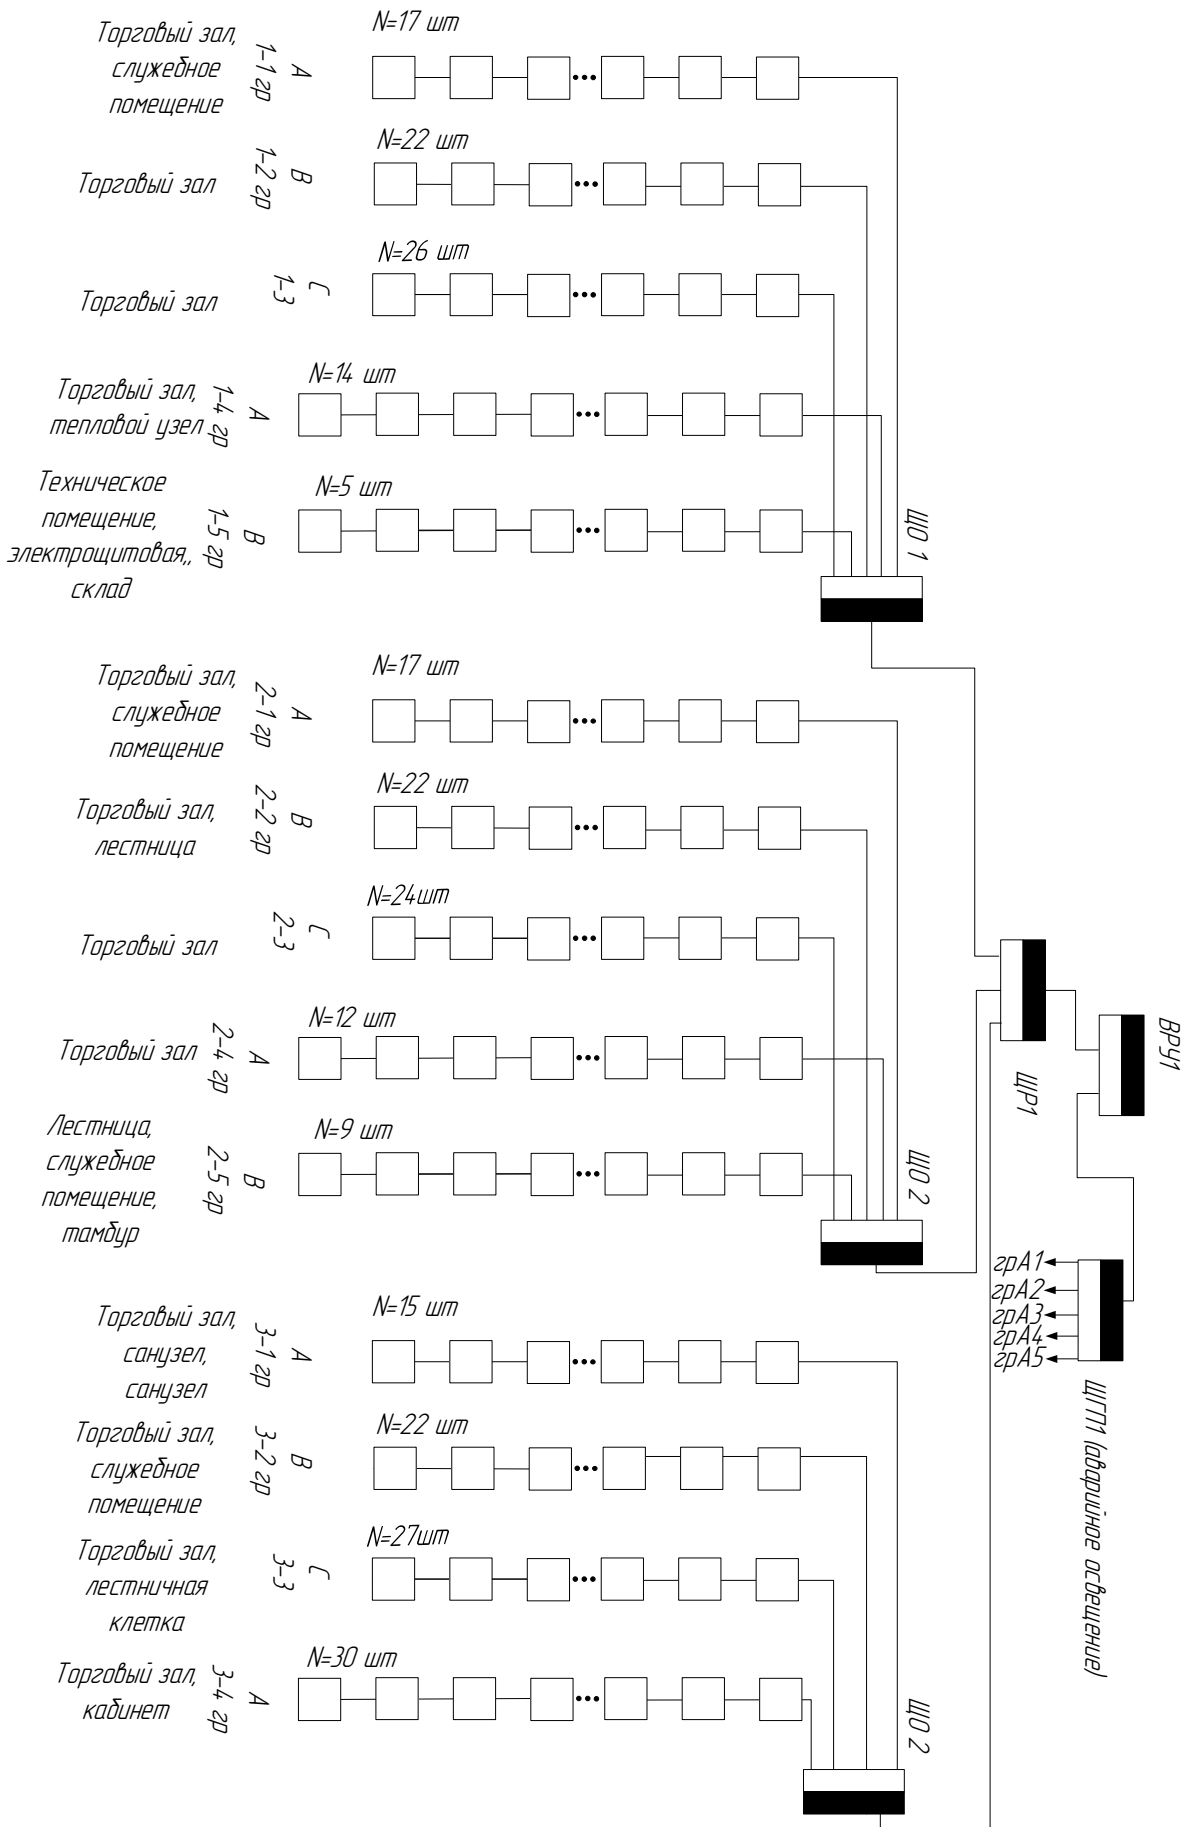 N=17 шт
Торговый зал,
служебное
помещение
1-1 гр
А
N=22 шт
Торговый зал
1-2 гр
В
N=26 шт
Торговый зал
1-3
С
N=14 шт
Торговый зал,
тепловой узел
1-4 гр
А
Техническое
помещение,
электрощитовая,,
склад
1-5 гр
В
N=5 шт
ЩО 1
N=17 шт
Торговый зал,
служебное
помещение
2-1 гр
А
N=22 шт
Торговый зал,
лестница
2-2 гр
В
N=24шт
Торговый зал
2-3
С
N=12 шт
Торговый зал
2-4 гр
А
Лестница,
служебное
помещение,
тамбур
2-5 гр
В
N=9 шт
ЩО 2
ЩР1
ВРУ1
грА1
грА2
грА3
грА4
грА5
ЩГП1 (аварийное освещение)
N=15 шт
Торговый зал,
санузел,
санузел
3-1 гр
А
N=22 шт
Торговый зал,
служебное
помещение
3-2 гр
В
N=27шт
Торговый зал,
лестничная
клетка
3-3
С
N=30 шт
Торговый зал,
кабинет
3-4 гр
А
ЩО 2